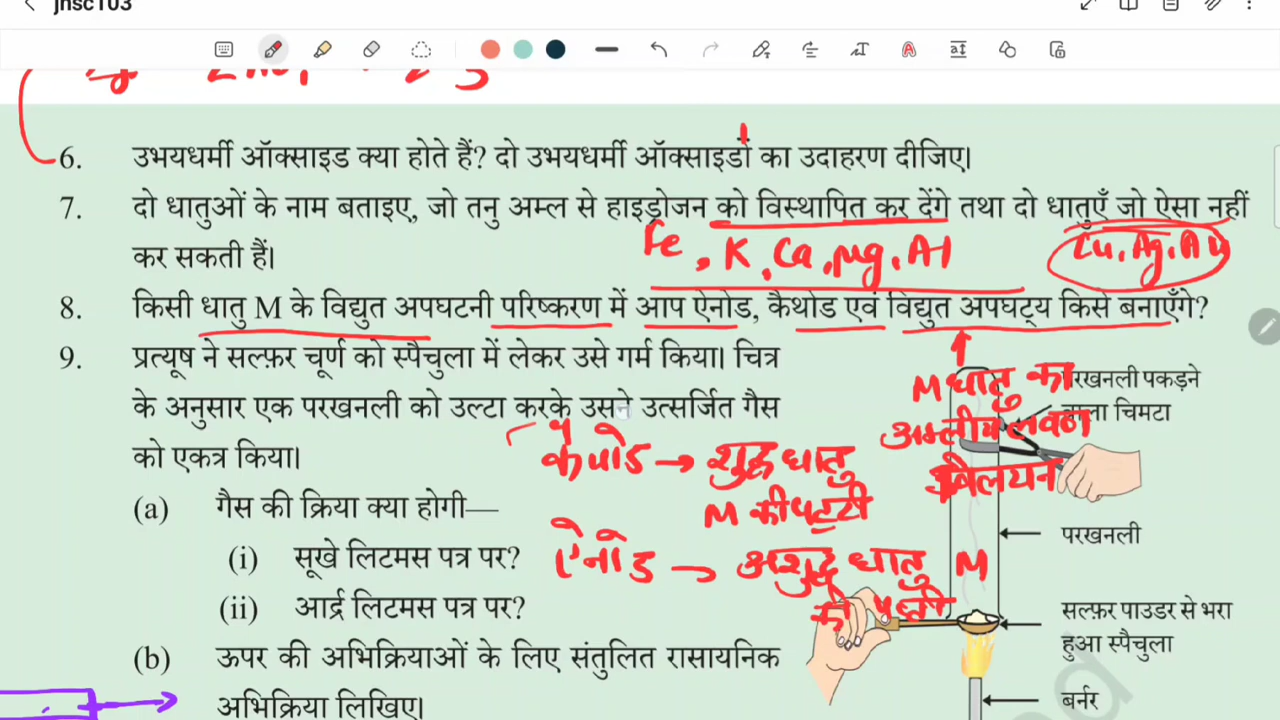 jhsc103
6. उभयधर्मी ऑक्साइड क्या होते हैं? दो उभयधर्मी ऑक्साइडों का उदाहरण दीजिए।
7. दो धातुओं के नाम बताइए, जो तनु अम्ल से हाइड्रोजन को विस्थापित कर देंगे तथा दो धातुएँ जो ऐसा नहीं
कर सकती हैं।
Fe, K, Ca, Mg, Al
Cu, Ag, Au
8. किसी धातु M के विद्युत अपघटनी परिष्करण में आप ऐनोड, कैथोड एवं विद्युत अपघट्य किसे बनाएँगे?
9. प्रत्यूष ने सल्फ़र चूर्ण को स्पैचुला में लेकर उसे गर्म किया। चित्र
के अनुसार एक परखनली को उल्टा करके उसने उत्सर्जित गैस
को एकत्र किया।
M धातु का
अम्लीय लवण
विलयन
परखनली पकड़ने
वाला चिमटा
कैथोड → शुद्ध धातु
M की पट्टी
(a) गैस की क्रिया क्या होगी—
(i) सूखे लिटमस पत्र पर?
ऐनोड → अशुद्ध धातु M
की पट्टी
परखनली
(ii) आर्द्र लिटमस पत्र पर?
सल्फ़र पाउडर से भरा
हुआ स्पैचुला
(b) ऊपर की अभिक्रियाओं के लिए संतुलित रासायनिक
अभिक्रिया लिखिए।
बर्नर